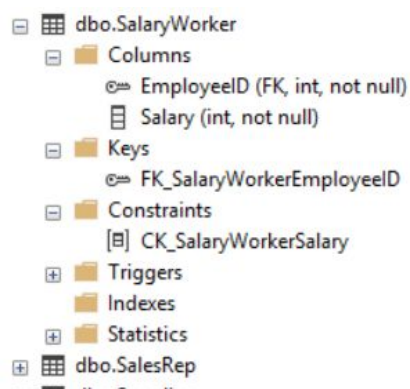 dbo.SalaryWorker
Columns
EmployeeID (FK, int, not null)
Salary (int, not null)
Keys
FK_SalaryWorkerEmployeeID
Constraints
CK_SalaryWorkerSalary
Triggers
Indexes
Statistics
dbo.SalesRep